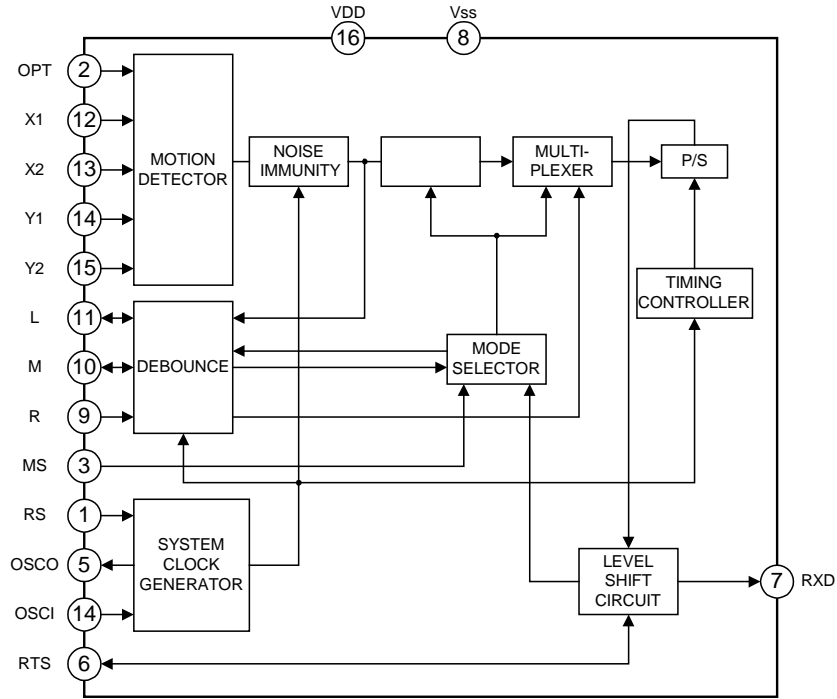 VDD
Vss
16
8
OPT
2
X1
12
X2
13
Y1
14
Y2
15
L
11
M
10
R
9
MS
3
RS
1
OSCO
5
OSCI
14
RTS
6
MOTION
DETECTOR
NOISE
IMMUNITY
MULTI-
PLEXER
P/S
TIMING
CONTROLLER
DEBOUNCE
MODE
SELECTOR
SYSTEM
CLOCK
GENERATOR
LEVEL
SHIFT
CIRCUIT
7
RXD